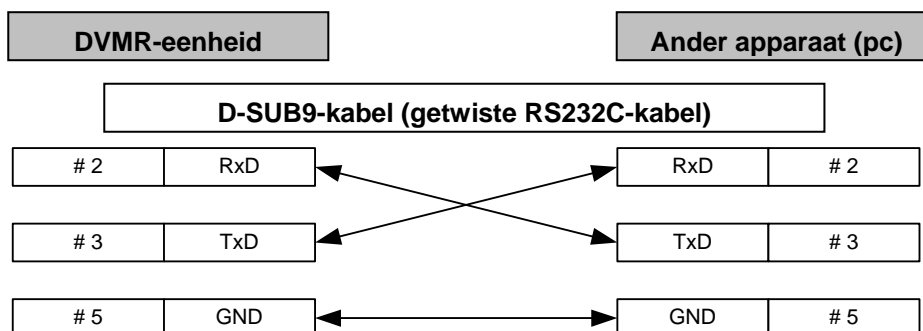 DVMR-eenheid Ander apparaat (pc)
D-SUB9-kabel (getwiste RS232C-kabel)
# 2 RxD RxD # 2
# 3 TxD TxD # 3
# 5 GND GND # 5